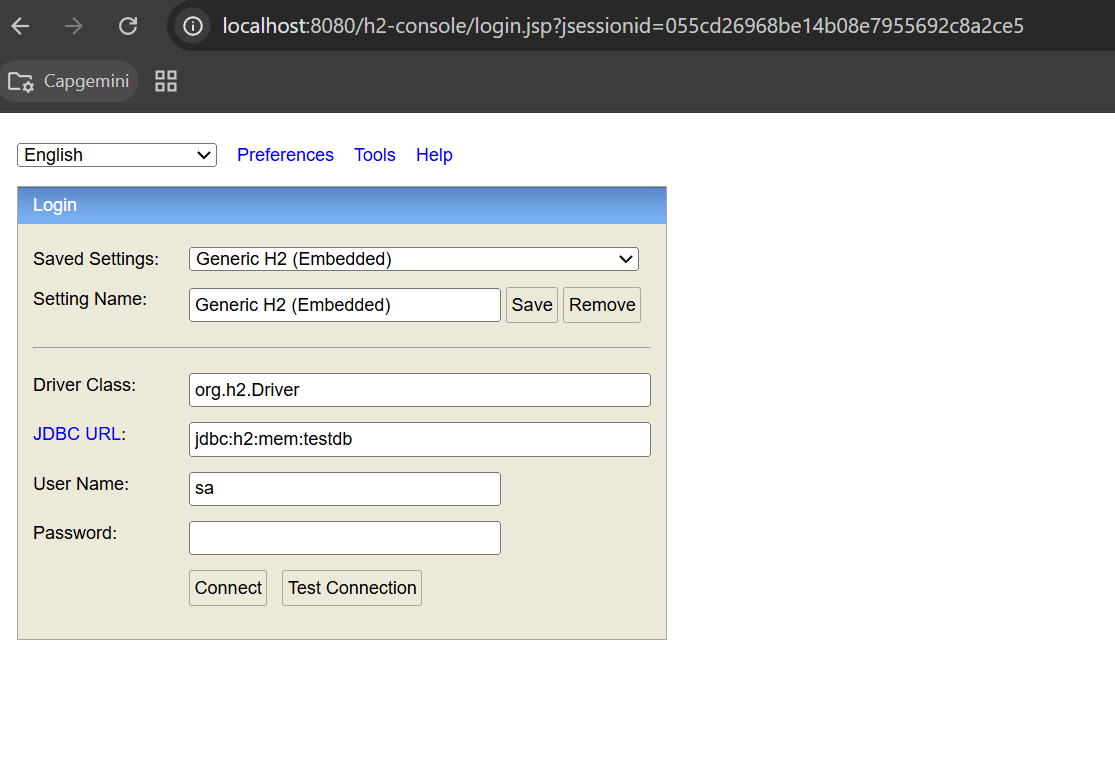 localhost:8080/h2-console/login.jsp?jsessionid=055cd26968be14b08e7955692c8a2ce5
Capgemini
English Preferences Tools Help
Login
Saved Settings: Generic H2 (Embedded)
Setting Name: Generic H2 (Embedded) Save Remove
Driver Class: org.h2.Driver
JDBC URL: jdbc:h2:mem:testdb
User Name: sa
Password:
Connect Test Connection